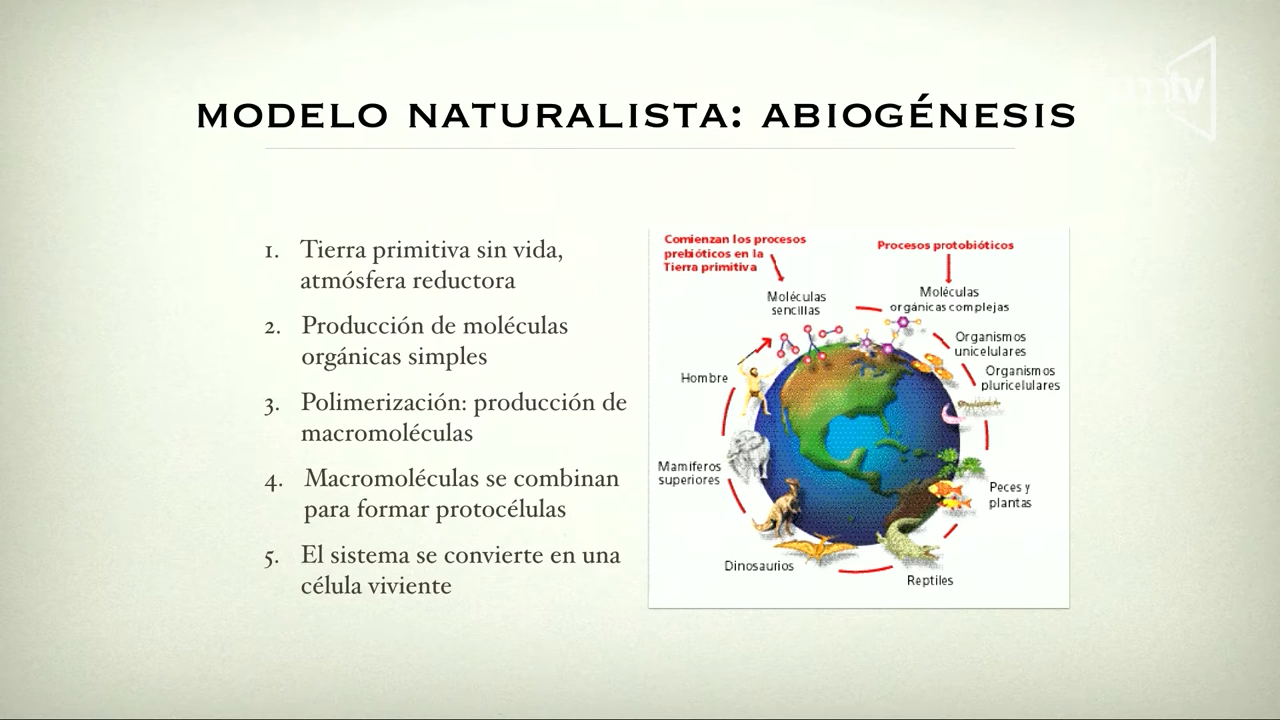 MODELO NATURALISTA: ABIOGÉNESIS
1. Tierra primitiva sin vida,
atmósfera reductora
2. Producción de moléculas
orgánicas simples
3. Polimerización: producción de
macromoléculas
4. Macromoléculas se combinan
para formar protocélulas
5. El sistema se convierte en una
célula viviente
Comienzan los procesos
prebióticos en la
Tierra primitiva
Procesos protobióticos
Moléculas
sencillas
Moléculas
orgánicas complejas
Organismos
unicelulares
Organismos
pluricelulares
Peces y
plantas
Reptiles
Dinosaurios
Mamíferos
superiores
Hombre